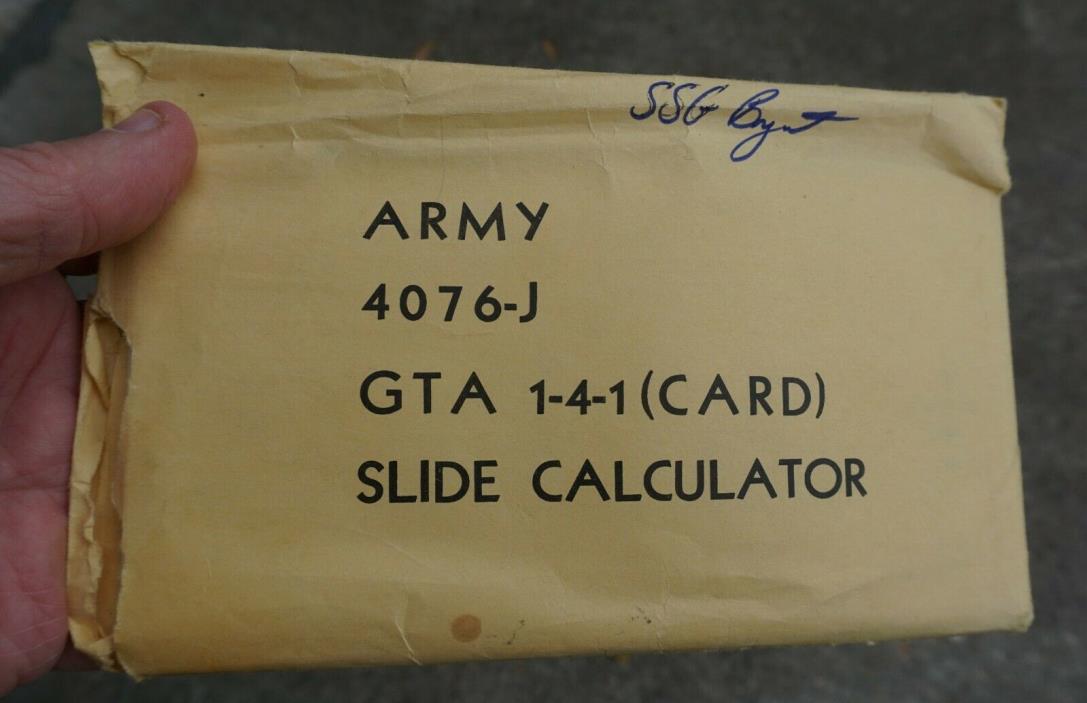 SSG
ARMY
4076-J
GTA 1-4-1 (CARD)
SLIDE CALCULATOR